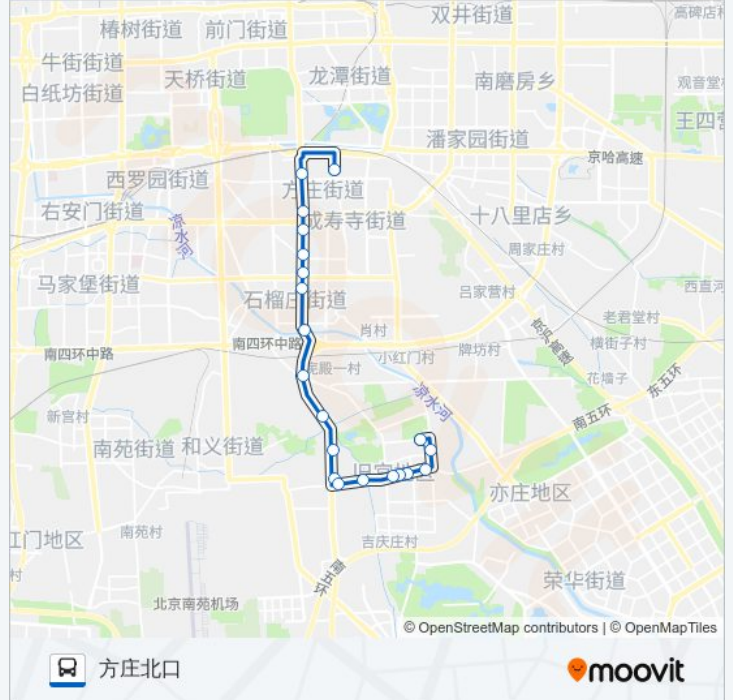 双井街道
高碑店村
椿树街道
前门街道
牛街街道
天桥街道
龙潭街道
南磨房乡
观音堂村
白纸坊街道
王四营
潘家园街道
京哈高速
西罗园街道
方庄街道
右安门街道
凉水河
成寿寺街道
十八里店乡
周家庄村
马家堡街道
石榴庄街道
吕家营村
西直河
老君堂村
肖村
京沪高速
横街子村
南四环中路
南四环中路
小红门村
牌坊村
龙殿一村
花墙子
东五环
凉水河
新宫村
南五环
南苑街道
和义街道
旧宫地区
亦庄地区
红门地区
南苑村
吉庆庄村
村
南五环
荣华街道
北京南苑机场
© OpenStreetMap contributors | © OpenMapTiles
方庄北口
moovit